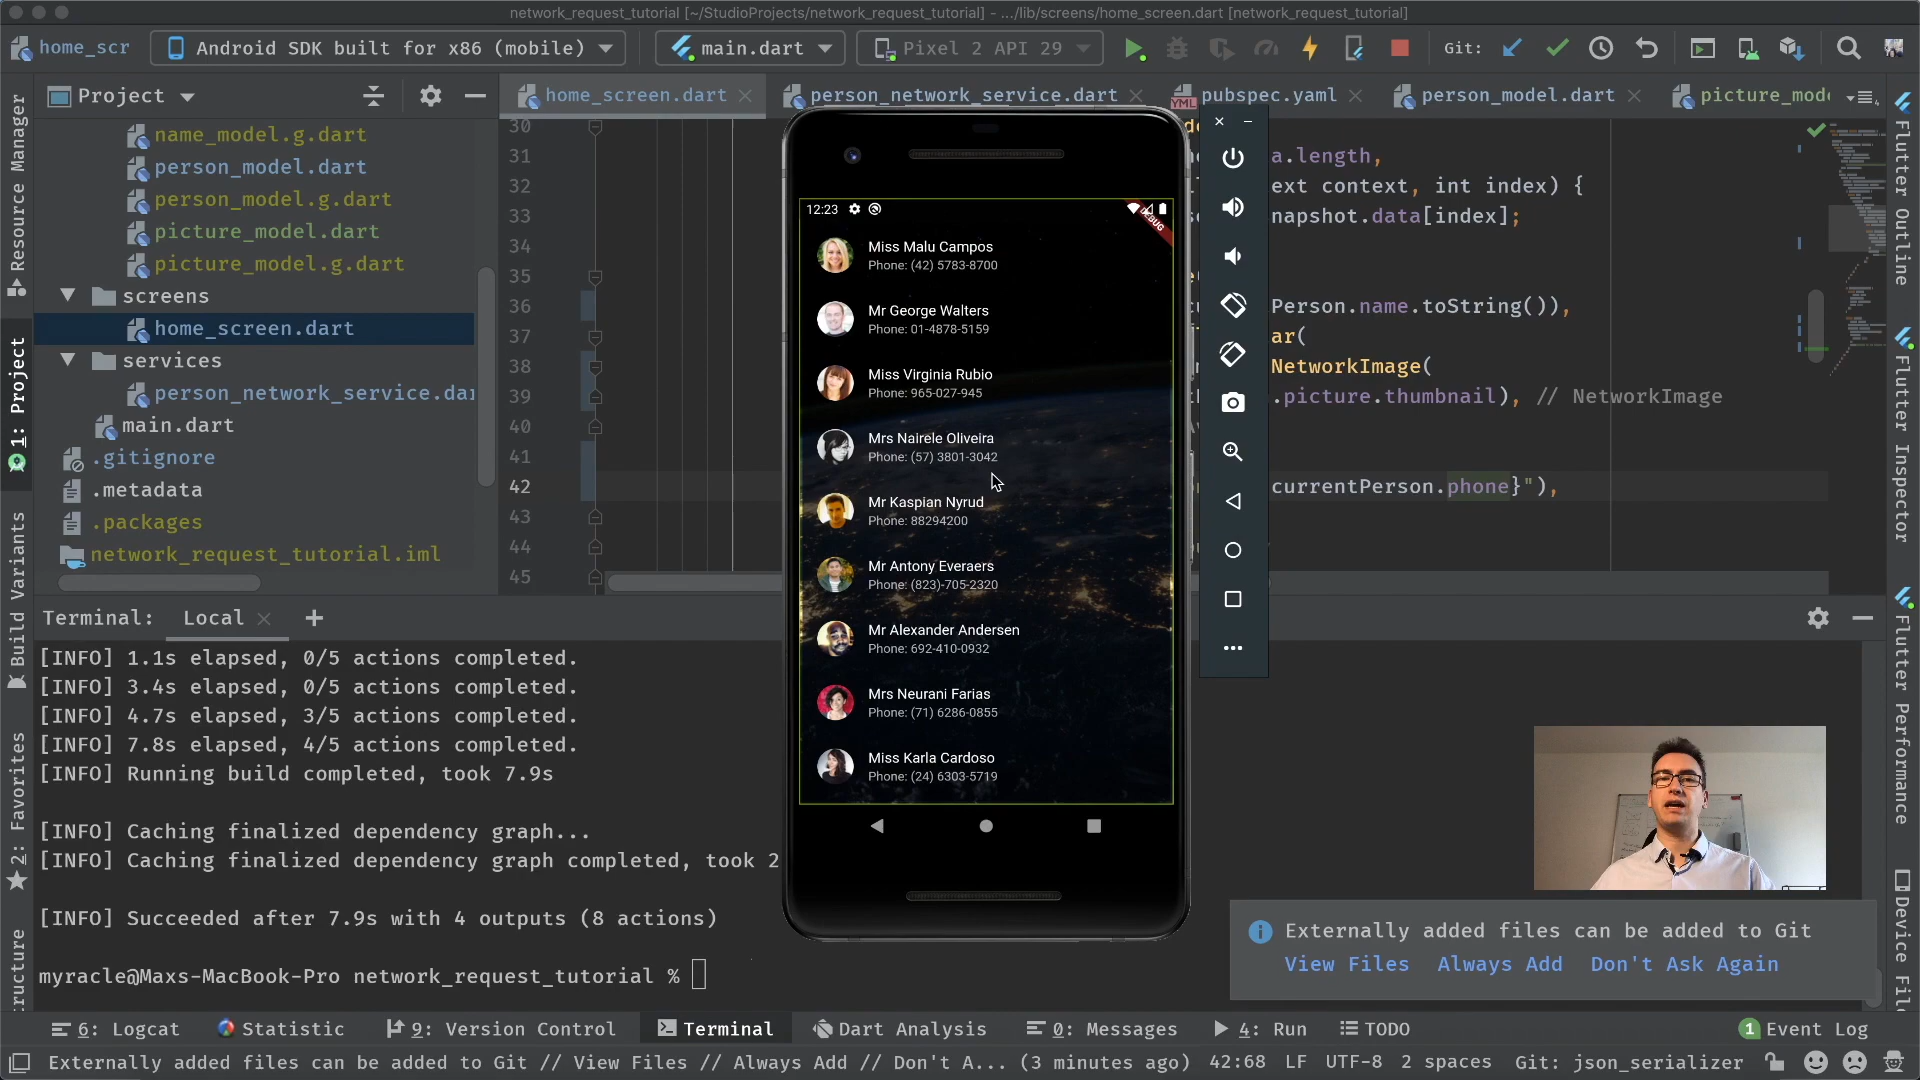 network_request_tutorial [~/StudioProjects/network_request_tutorial] - .../lib/screens/home_screen.dart [network_request_tutorial]
home_scr
Android SDK built for x86 (mobile)
main.dart
Pixel 2 API 29
Git:
Project
home_screen.dart
person_network_service.dart
pubspec.yaml
person_model.dart
picture_mod
Resource Manager
1: Project
Build Variants
2: Favorites
name_model.g.dart
person_model.dart
person_model.g.dart
picture_model.dart
picture_model.g.dart
screens
home_screen.dart
services
person_network_service.da
main.dart
.gitignore
.metadata
.packages
network_request_tutorial.iml
30
31
32
33
34
35
36
37
38
39
40
41
42
43
44
45
a.length,
ext context, int index) {
napshot.data[index];
Person.name.toString()),
ar(
NetworkImage(
.picture.thumbnail), // NetworkImage
currentPerson.phone}"),
12:23
DEBUG
Miss Malu Campos
Phone: (42) 5783-8700
Mr George Walters
Phone: 01-4878-5159
Miss Virginia Rubio
Phone: 965-027-945
Mrs Nairele Oliveira
Phone: (57) 3801-3042
Mr Kaspian Nyrud
Phone: 88294200
Mr Antony Everaers
Phone: (823)-705-2320
Mr Alexander Andersen
Phone: 692-410-0932
Mrs Neurani Farias
Phone: (71) 6286-0855
Miss Karla Cardoso
Phone: (24) 6303-5719
Flutter Outline
Flutter Inspector
Flutter Performance
Device Fil
Terminal:
Local
[INFO] 1.1s elapsed, 0/5 actions completed.
[INFO] 3.4s elapsed, 0/5 actions completed.
[INFO] 4.7s elapsed, 3/5 actions completed.
[INFO] 7.8s elapsed, 4/5 actions completed.
[INFO] Running build completed, took 7.9s
[INFO] Caching finalized dependency graph...
[INFO] Caching finalized dependency graph completed, took 2
[INFO] Succeeded after 7.9s with 4 outputs (8 actions)
myracle@Maxs-MacBook-Pro network_request_tutorial %
Externally added files can be added to Git
View Files Always Add Don't Ask Again
6: Logcat
Statistic
9: Version Control
Terminal
Dart Analysis
0: Messages
4: Run
TODO
1 Event Log
Externally added files can be added to Git // View Files // Always Add // Don't A... (3 minutes ago)
42:68 LF UTF-8 2 spaces Git: json_serializer